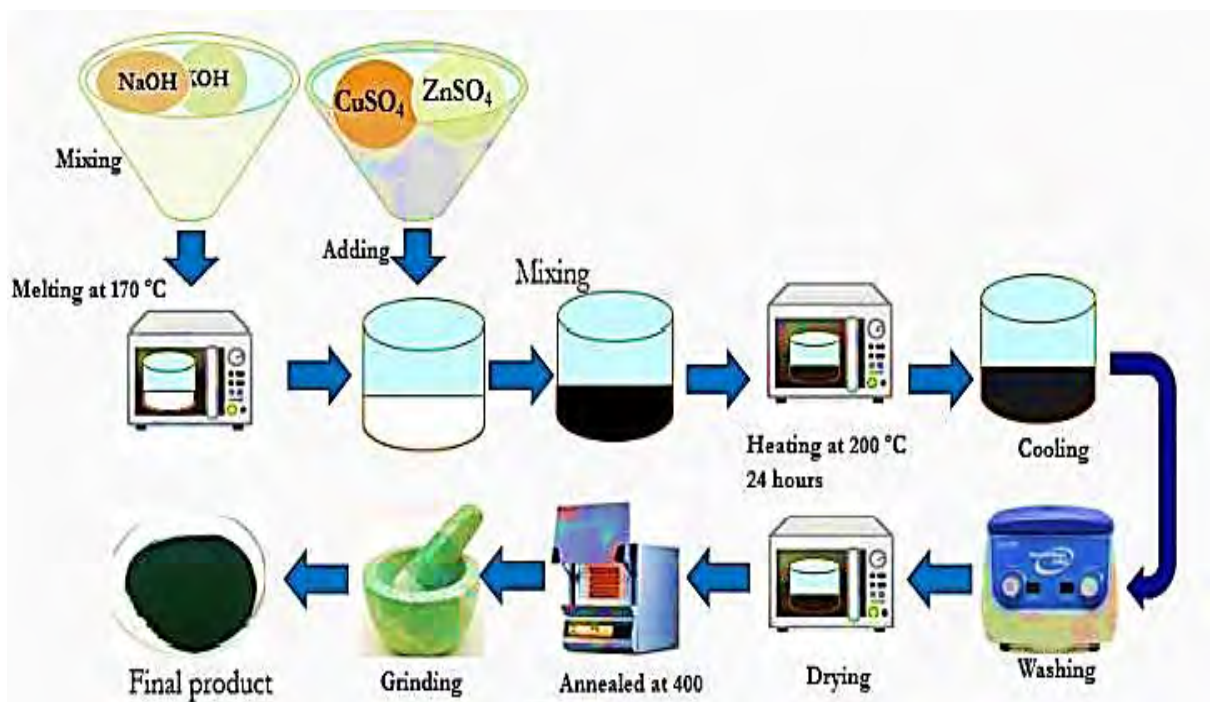 NaOH
KOH
CuSO₄
ZnSO₄
Mixing
Adding
Melting at 170 °C
Mixing
Heating at 200 °C
24 hours
Cooling
Final product
Grinding
Annealed at 400
Drying
Washing